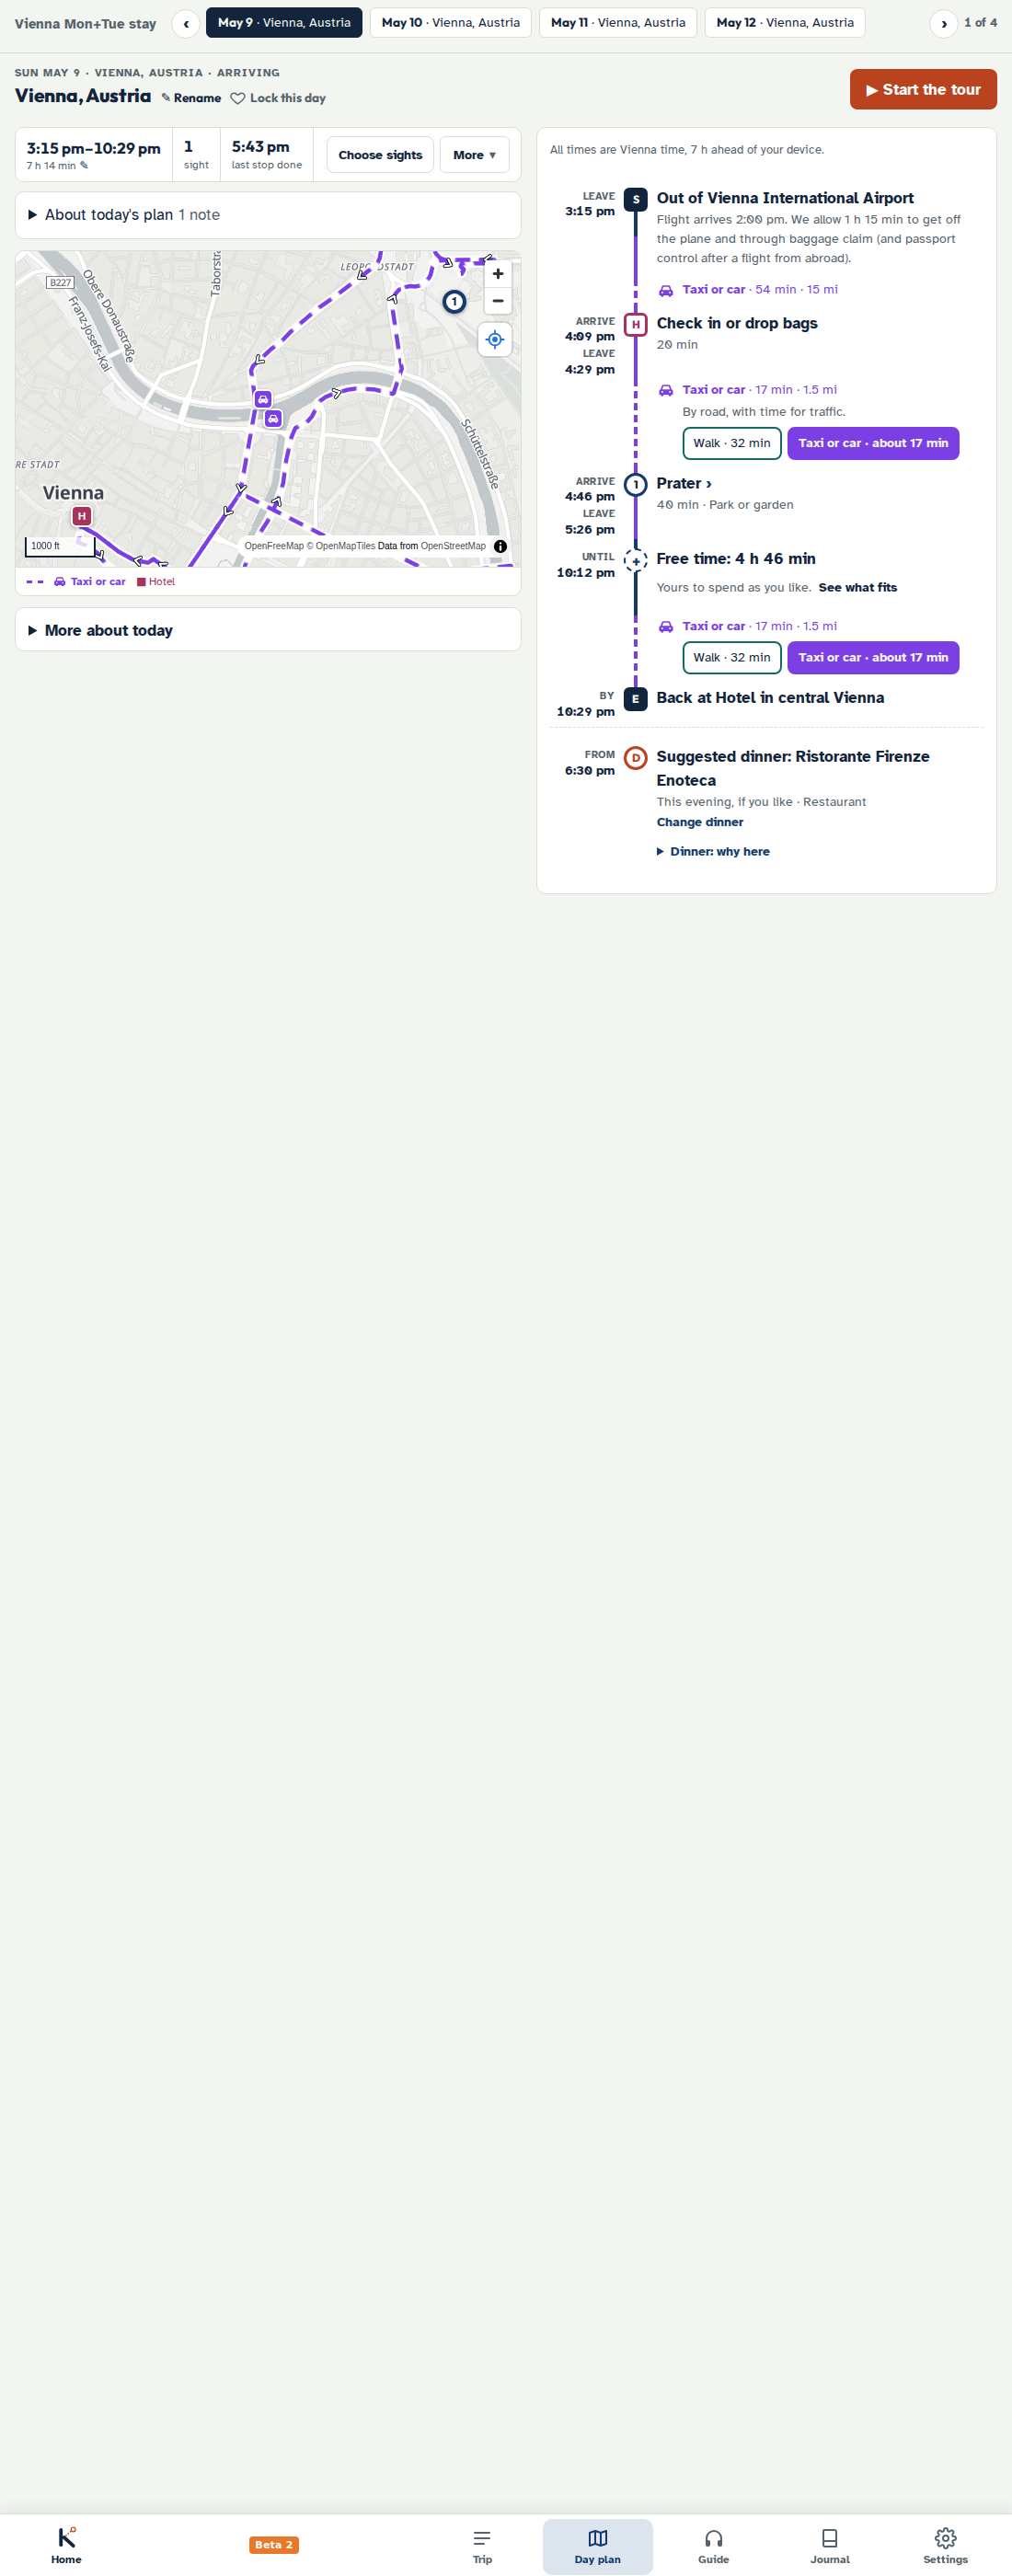 Vienna Mon+Tue stay
‹
May 9 · Vienna, Austria
May 10 · Vienna, Austria
May 11 · Vienna, Austria
May 12 · Vienna, Austria
›
1 of 4
SUN MAY 9 · VIENNA, AUSTRIA · ARRIVING
Vienna, Austria ✎ Rename Lock this day
▶ Start the tour
3:15 pm–10:29 pm
7 h 14 min ✎
1
sight
5:43 pm
last stop done
Choose sights
More ▾
▶ About today's plan 1 note
B227
Obere Donaustraße
Franz-Josefs-Kai
Taborstra
1
+
−
Schüttelstraße
RE STADT
Vienna
H
1000 ft
OpenFreeMap © OpenMapTiles Data from OpenStreetMap
Taxi or car
Hotel
▶ More about today
All times are Vienna time, 7 h ahead of your device.
LEAVE
3:15 pm
S
Out of Vienna International Airport
Flight arrives 2:00 pm. We allow 1 h 15 min to get off
the plane and through baggage claim (and passport
control after a flight from abroad).
Taxi or car · 54 min · 15 mi
ARRIVE
4:09 pm
LEAVE
4:29 pm
H
Check in or drop bags
20 min
Taxi or car · 17 min · 1.5 mi
By road, with time for traffic.
Walk · 32 min
Taxi or car · about 17 min
ARRIVE
4:46 pm
LEAVE
5:26 pm
1
Prater ›
40 min · Park or garden
UNTIL
10:12 pm
+
Free time: 4 h 46 min
Yours to spend as you like. See what fits
Taxi or car · 17 min · 1.5 mi
Walk · 32 min
Taxi or car · about 17 min
BY
10:29 pm
E
Back at Hotel in central Vienna
FROM
6:30 pm
D
Suggested dinner: Ristorante Firenze
Enoteca
This evening, if you like · Restaurant
Change dinner
▶ Dinner: why here
Home
Beta 2
Trip
Day plan
Guide
Journal
Settings